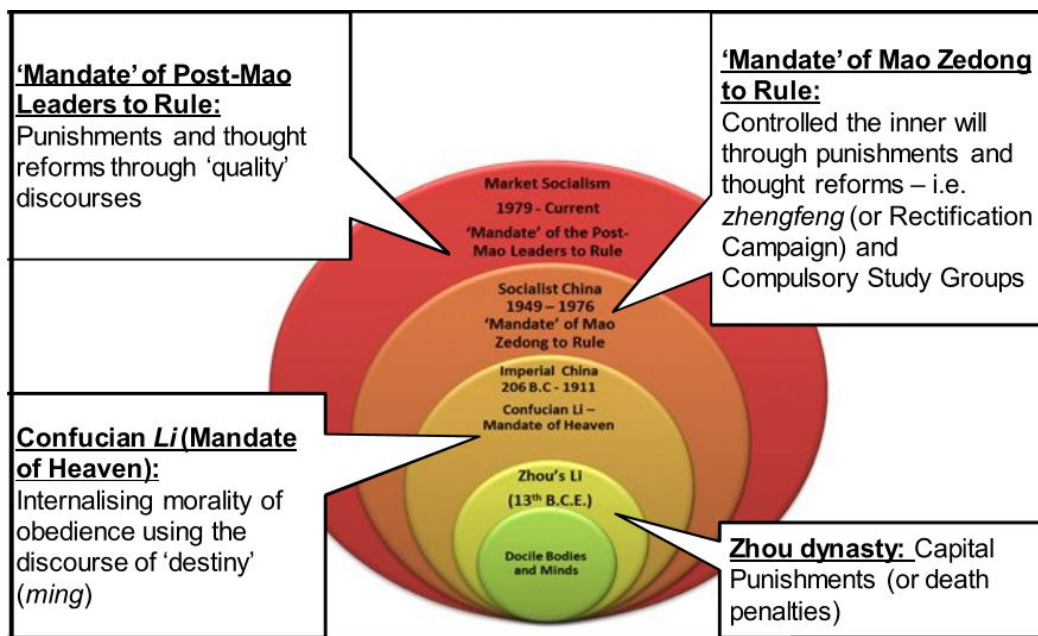 ‘Mandate’ of Post-Mao
Leaders to Rule:
Punishments and thought
reforms through ‘quality’
discourses
‘Mandate’ of Mao Zedong
to Rule:
Controlled the inner will
through punishments and
thought reforms – i.e.
zhengfeng (or Rectification
Campaign) and
Compulsory Study Groups
Market Socialism
1979 - Current
‘Mandate’ of the Post-
Mao Leaders to Rule
Socialist China
1949 – 1976
‘Mandate’ of Mao
Zedong to Rule
Imperial China
206 B.C - 1911
Confucian Li –
Mandate of Heaven
Confucian Li (Mandate
of Heaven):
Internalising morality of
obedience using the
discourse of ‘destiny’
(ming)
Zhou’s Li
(13th B.C.E.)
Docile Bodies
and Minds
Zhou dynasty: Capital
Punishments (or death
penalties)